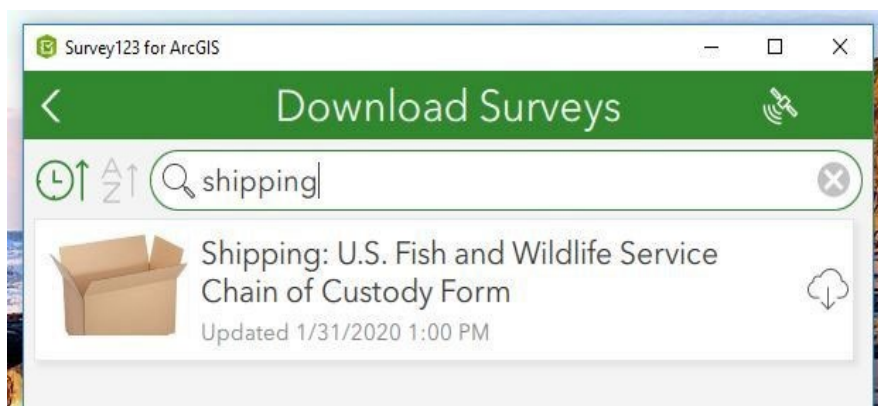 Survey123 for ArcGIS
Download Surveys
A
Z
shipping
Shipping: U.S. Fish and Wildlife Service
Chain of Custody Form
Updated 1/31/2020 1:00 PM